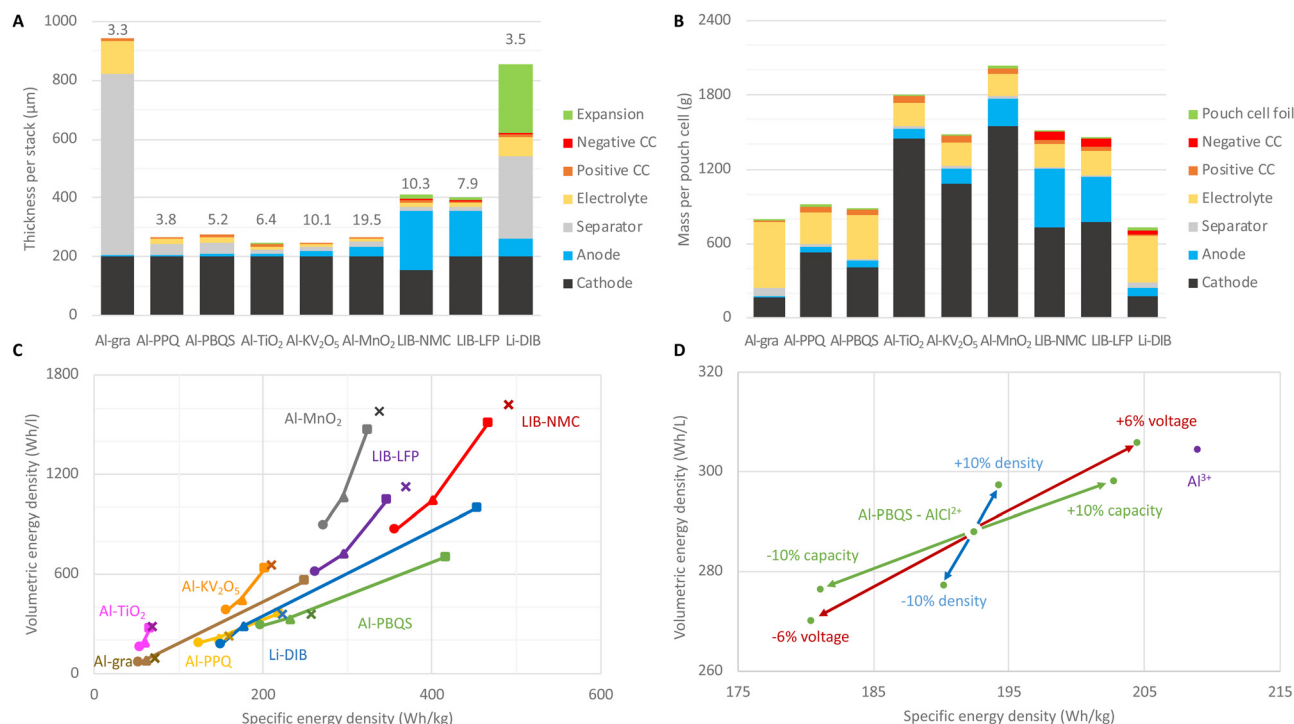 A
Thickness per stack (µm)
1000
800
600
400
200
0
3.3
3.8
5.2
6.4
10.1
19.5
10.3
7.9
3.5
Al-gra Al-PPQ Al-PBQS Al-TiO₂ Al-KV₂O₅ Al-MnO₂ LIB-NMC LIB-LFP Li-DIB
Expansion
Negative CC
Positive CC
Electrolyte
Separator
Anode
Cathode
B
Mass per pouch cell (g)
2400
1800
1200
600
0
Al-gra Al-PPQ Al-PBQS Al-TiO₂ Al-KV₂O₅ Al-MnO₂ LIB-NMC LIB-LFP Li-DIB
Pouch cell foil
Negative CC
Positive CC
Electrolyte
Separator
Anode
Cathode
C
Volumetric energy density (Wh/l)
1800
1200
600
0
Al-MnO₂
LIB-NMC
LIB-LFP
Al-KV₂O₅
Al-TiO₂
Al-PBQS
Al-gra
Al-PPQ
Li-DIB
0 200 400 600
Specific energy density (Wh/kg)
D
Volumetric energy density (Wh/L)
320
300
280
260
+6% voltage
+10% density
Al³⁺
Al-PBQS - AlCl²⁺
+10% capacity
-10% capacity
-10% density
-6% voltage
175 185 195 205 215
Specific energy density (Wh/kg)